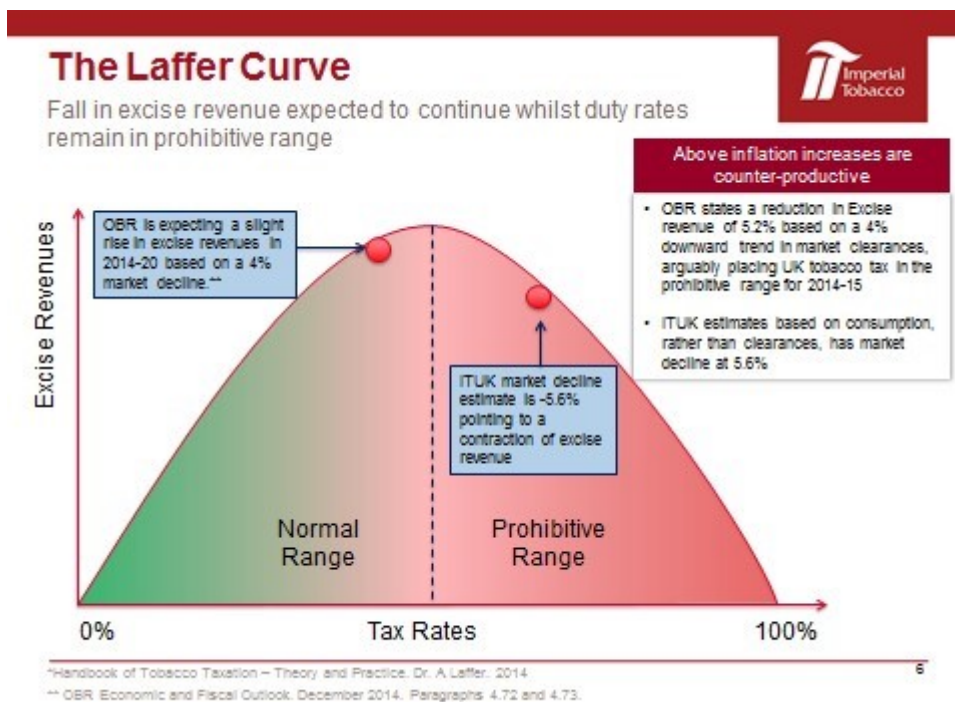 The Laffer Curve
Fall in excise revenue expected to continue whilst duty rates
remain in prohibitive range
Imperial
Tobacco
Above inflation increases are
counter-productive
• OBR states a reduction in Excise
revenue of 5.2% based on a 4%
downward trend in market clearances,
arguably placing UK tobacco tax in the
prohibitive range for 2014-15
• ITUK estimates based on consumption,
rather than clearances, has market
decline at 5.6%
OBR is expecting a slight
rise in excise revenues in
2014-20 based on a 4%
market decline.**
ITUK market decline
estimate is -5.6%
pointing to a
contraction of excise
revenue
Excise Revenues
Normal
Range
Prohibitive
Range
0%
Tax Rates
100%
*Handbook of Tobacco Taxation – Theory and Practice. Dr. A Laffer. 2014
** OBR Economic and Fiscal Outlook. December 2014. Paragraphs 4.72 and 4.73.
6